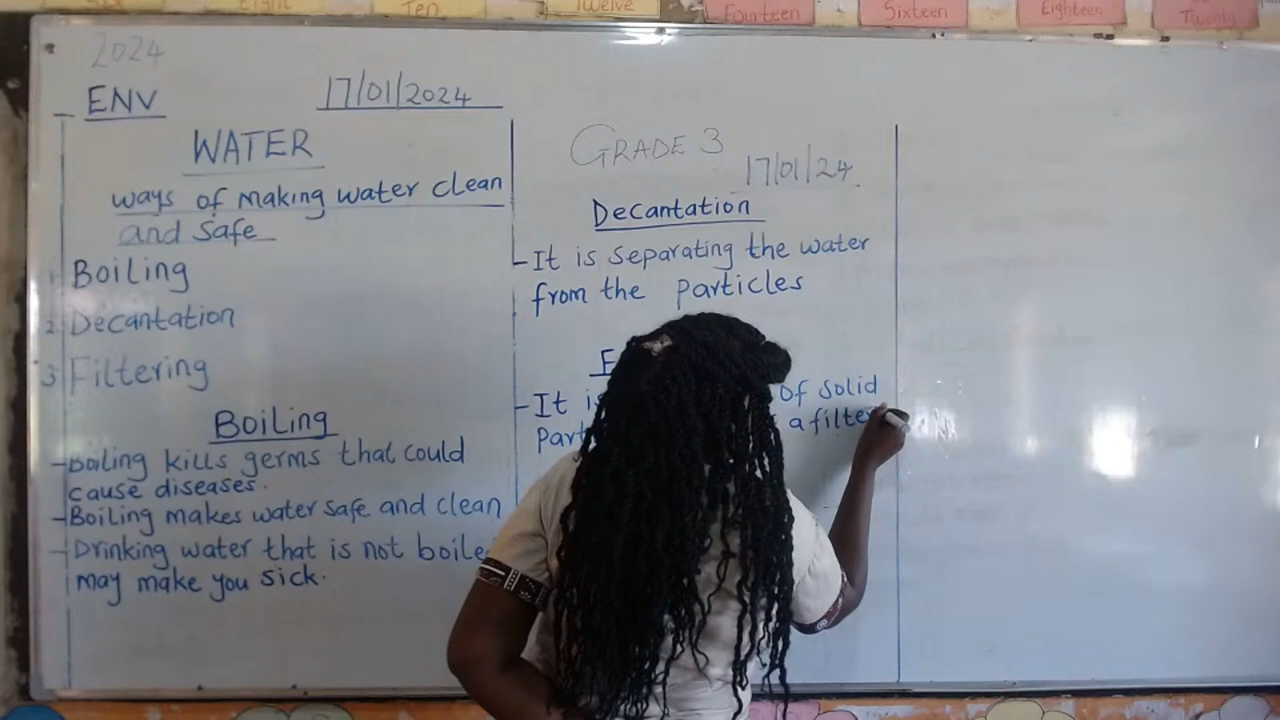 Eight
Ten
Twelve
Fourteen
Sixteen
Eighteen
Twenty
2024
ENV
17/01/2024
WATER
ways of making water clean
and safe
1 Boiling
2 Decantation
3 Filtering
Boiling
-boiling kills germs that could
cause diseases.
-Boiling makes water safe and clean
-Drinking water that is not boile
may make you sick.
GRADE 3
17/01/24.
Decantation
-It is separating the water
from the particles
F
-It is of solid
Part a filte